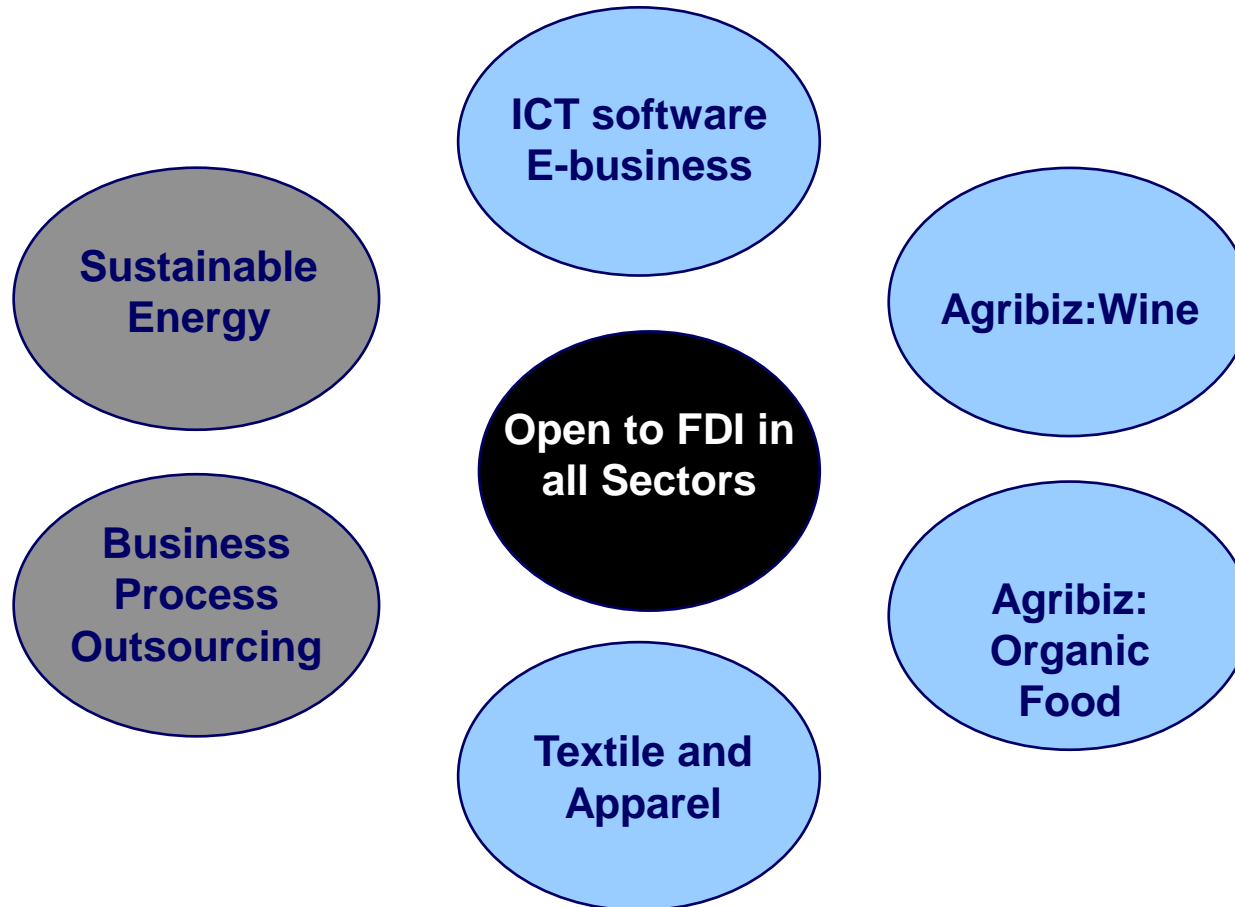 ICT software
E-business
Sustainable
Energy
Agribiz:Wine
Open to FDI in
all Sectors
Business
Process
Outsourcing
Agribiz:
Organic
Food
Textile and
Apparel